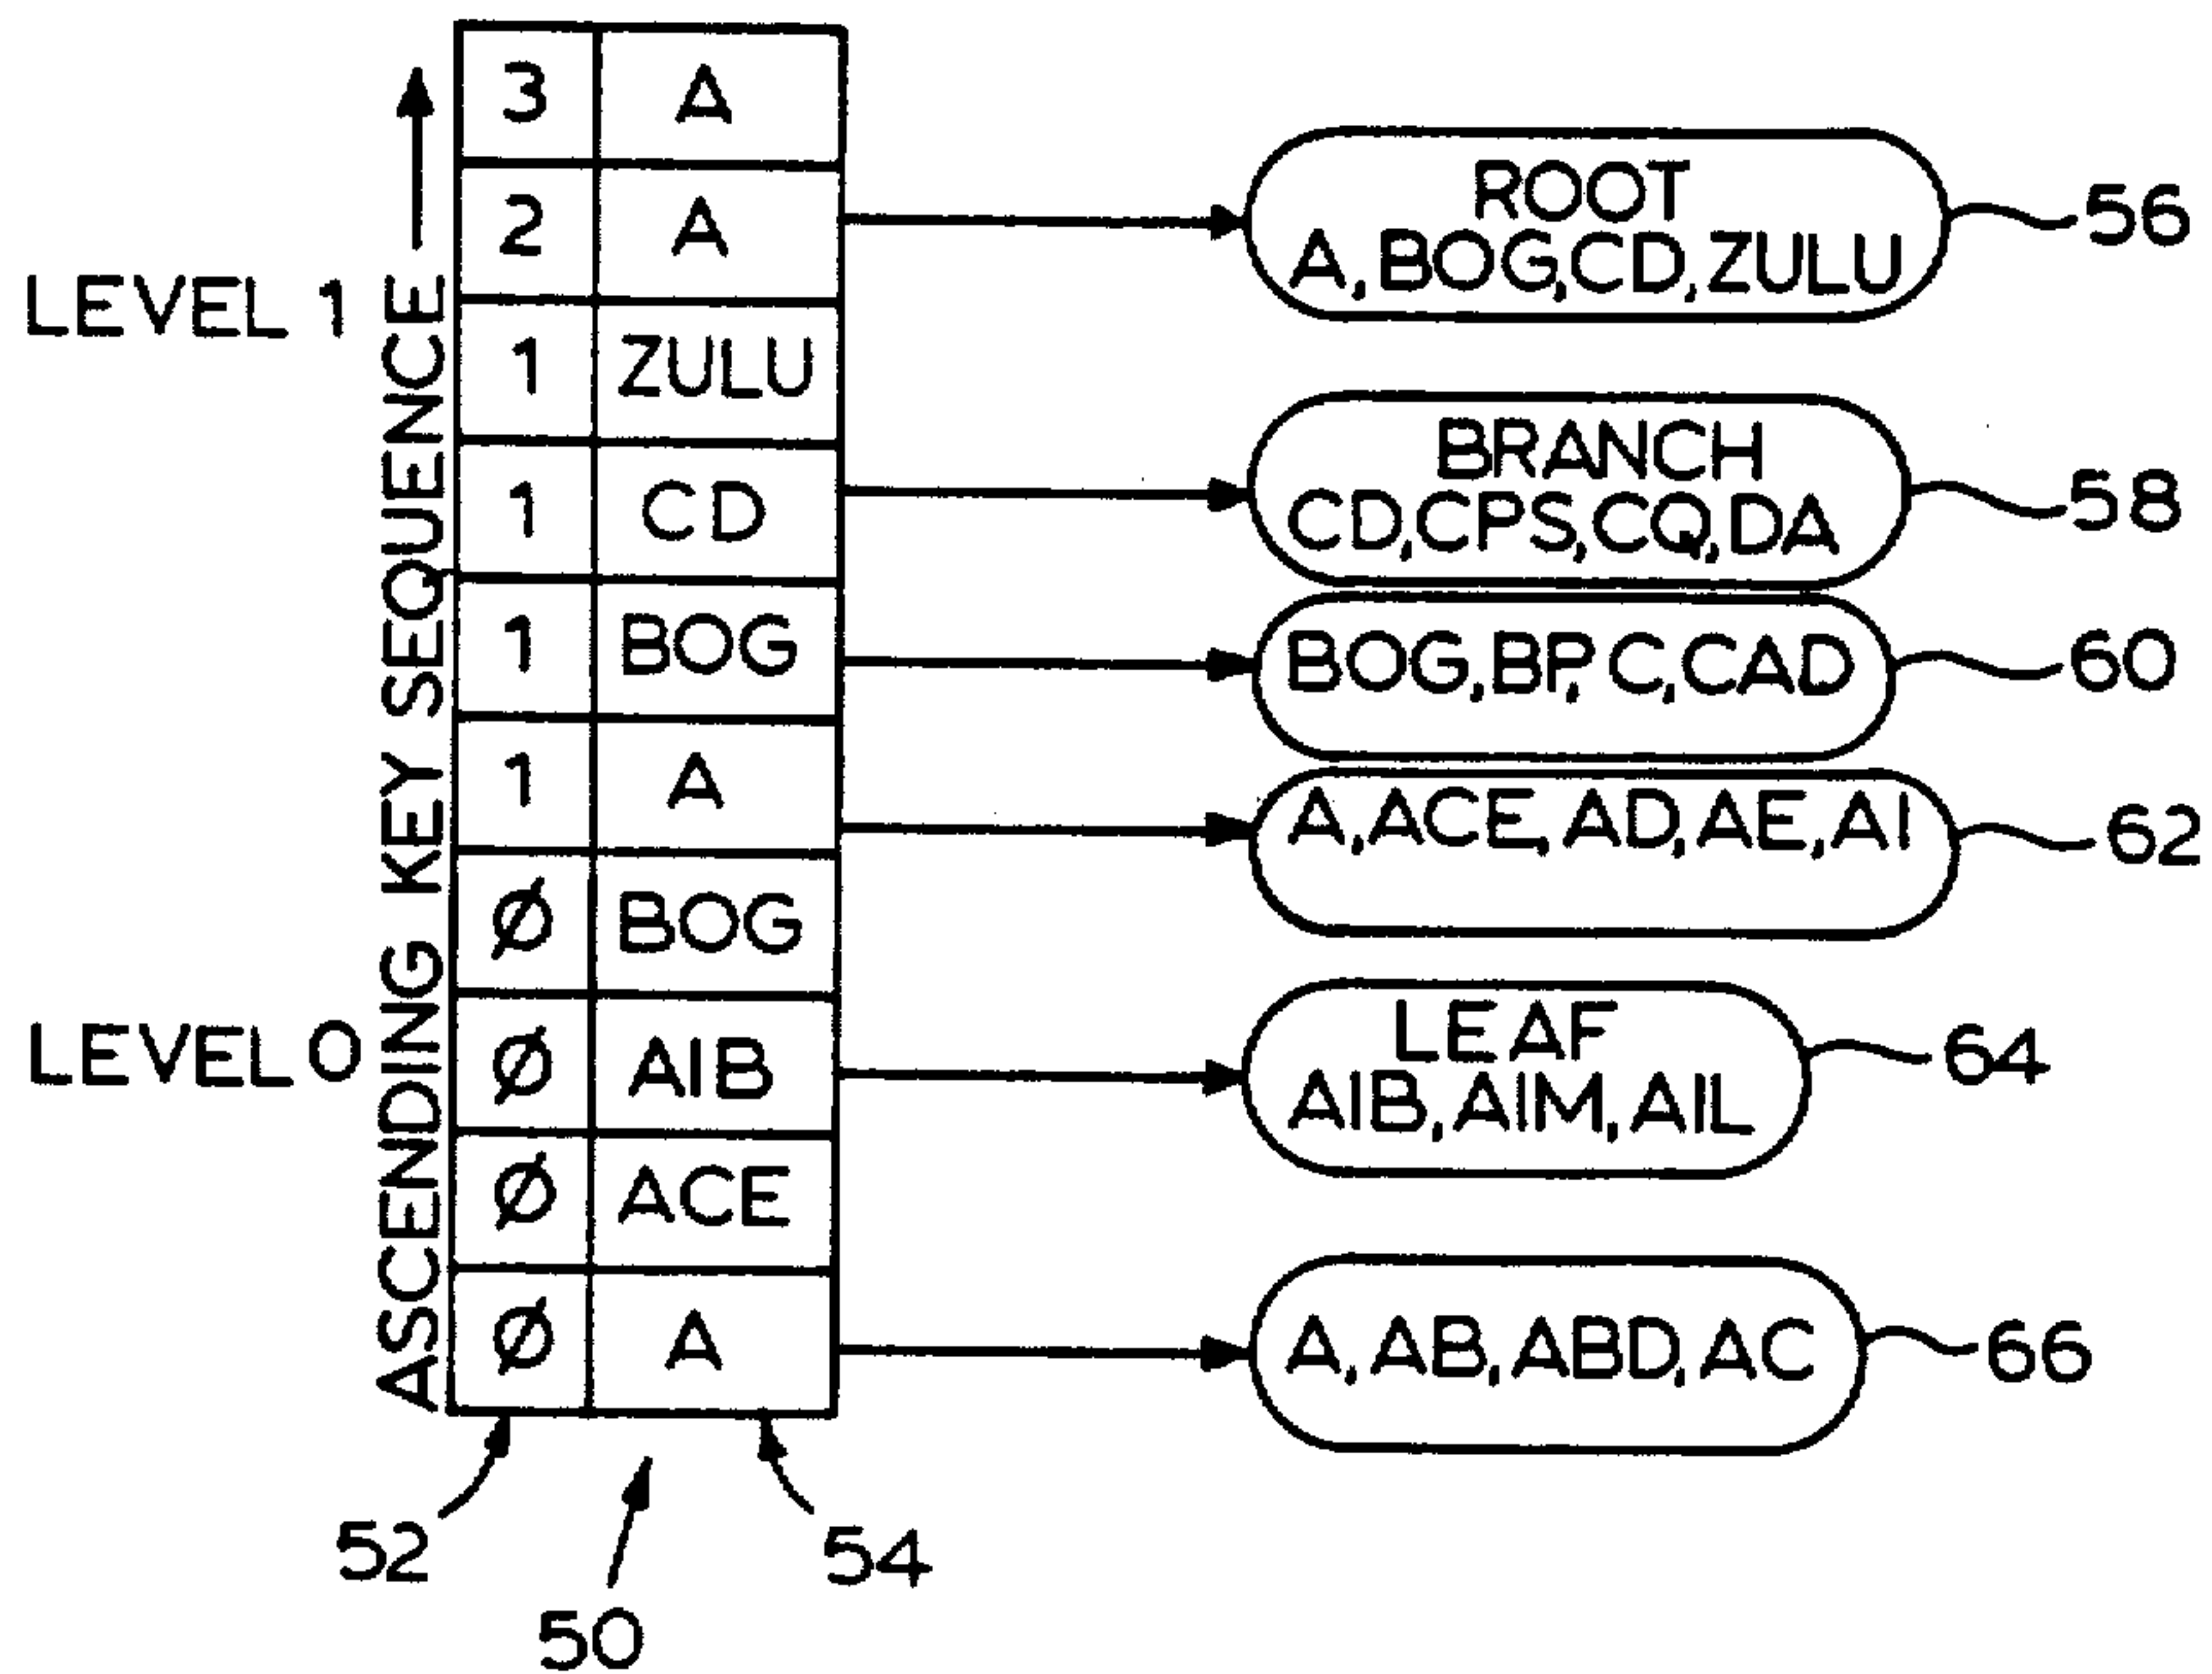 3 A
2 A
1 ZULU
1 CD
1 BOG
1 A
Ø BOG
Ø AIB
Ø ACE
Ø A
LEVEL 1
LEVEL 0
ASCENDING KEY SEQUENCE
ROOT
A, BOG, CD, ZULU
56
BRANCH
CD, CPS, CQ, DA
58
BOG, BP, C, CAD
60
A, ACE, AD, AE, AI
62
LEAF
AIB, AIM, AIL
64
A, AB, ABD, AC
66
52
50
54